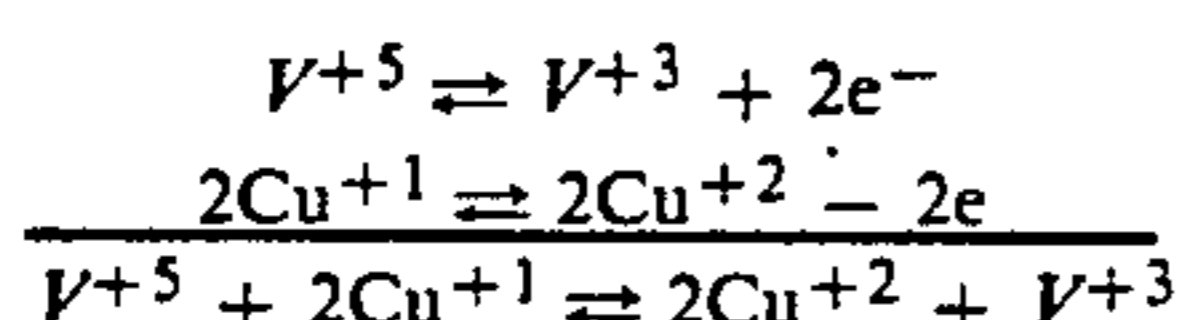 V+5 ⇌ V+3 + 2e−
2Cu+1 ⇌ 2Cu+2 − 2e
V+5 + 2Cu+1 ⇌ 2Cu+2 + V+3